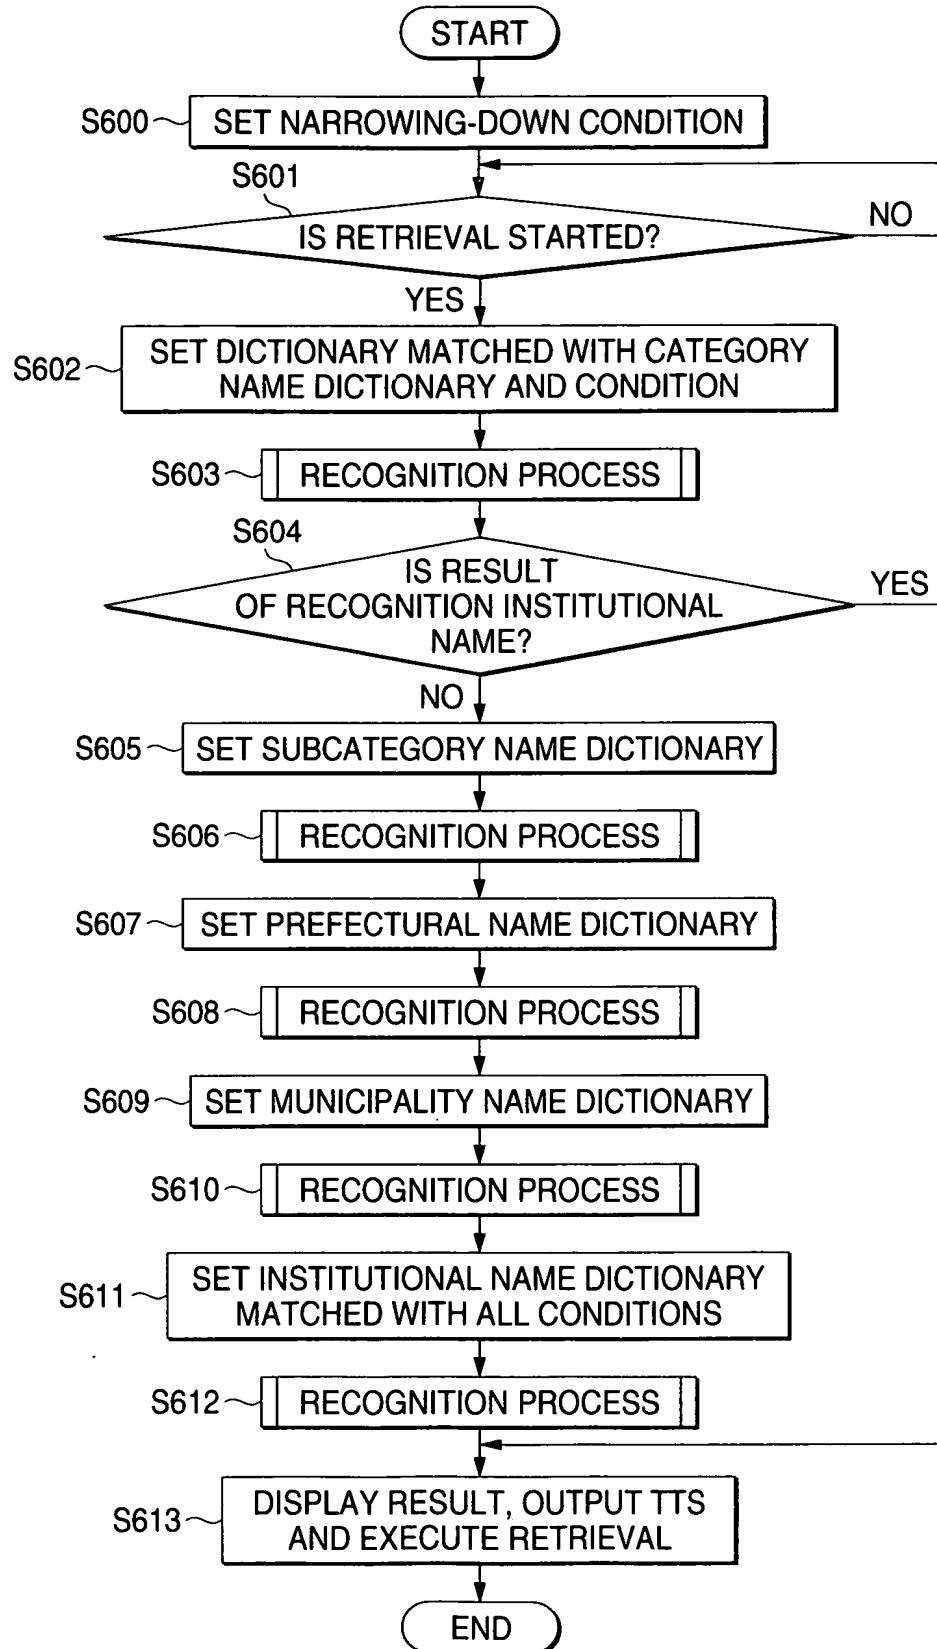 START
S600
SET NARROWING-DOWN CONDITION
S601
IS RETRIEVAL STARTED?
NO
YES
S602
SET DICTIONARY MATCHED WITH CATEGORY
NAME DICTIONARY AND CONDITION
S603
RECOGNITION PROCESS
S604
IS RESULT
OF RECOGNITION INSTITUTIONAL
NAME?
YES
NO
S605
SET SUBCATEGORY NAME DICTIONARY
S606
RECOGNITION PROCESS
S607
SET PREFECTURAL NAME DICTIONARY
S608
RECOGNITION PROCESS
S609
SET MUNICIPALITY NAME DICTIONARY
S610
RECOGNITION PROCESS
S611
SET INSTITUTIONAL NAME DICTIONARY
MATCHED WITH ALL CONDITIONS
S612
RECOGNITION PROCESS
S613
DISPLAY RESULT, OUTPUT TTS
AND EXECUTE RETRIEVAL
END